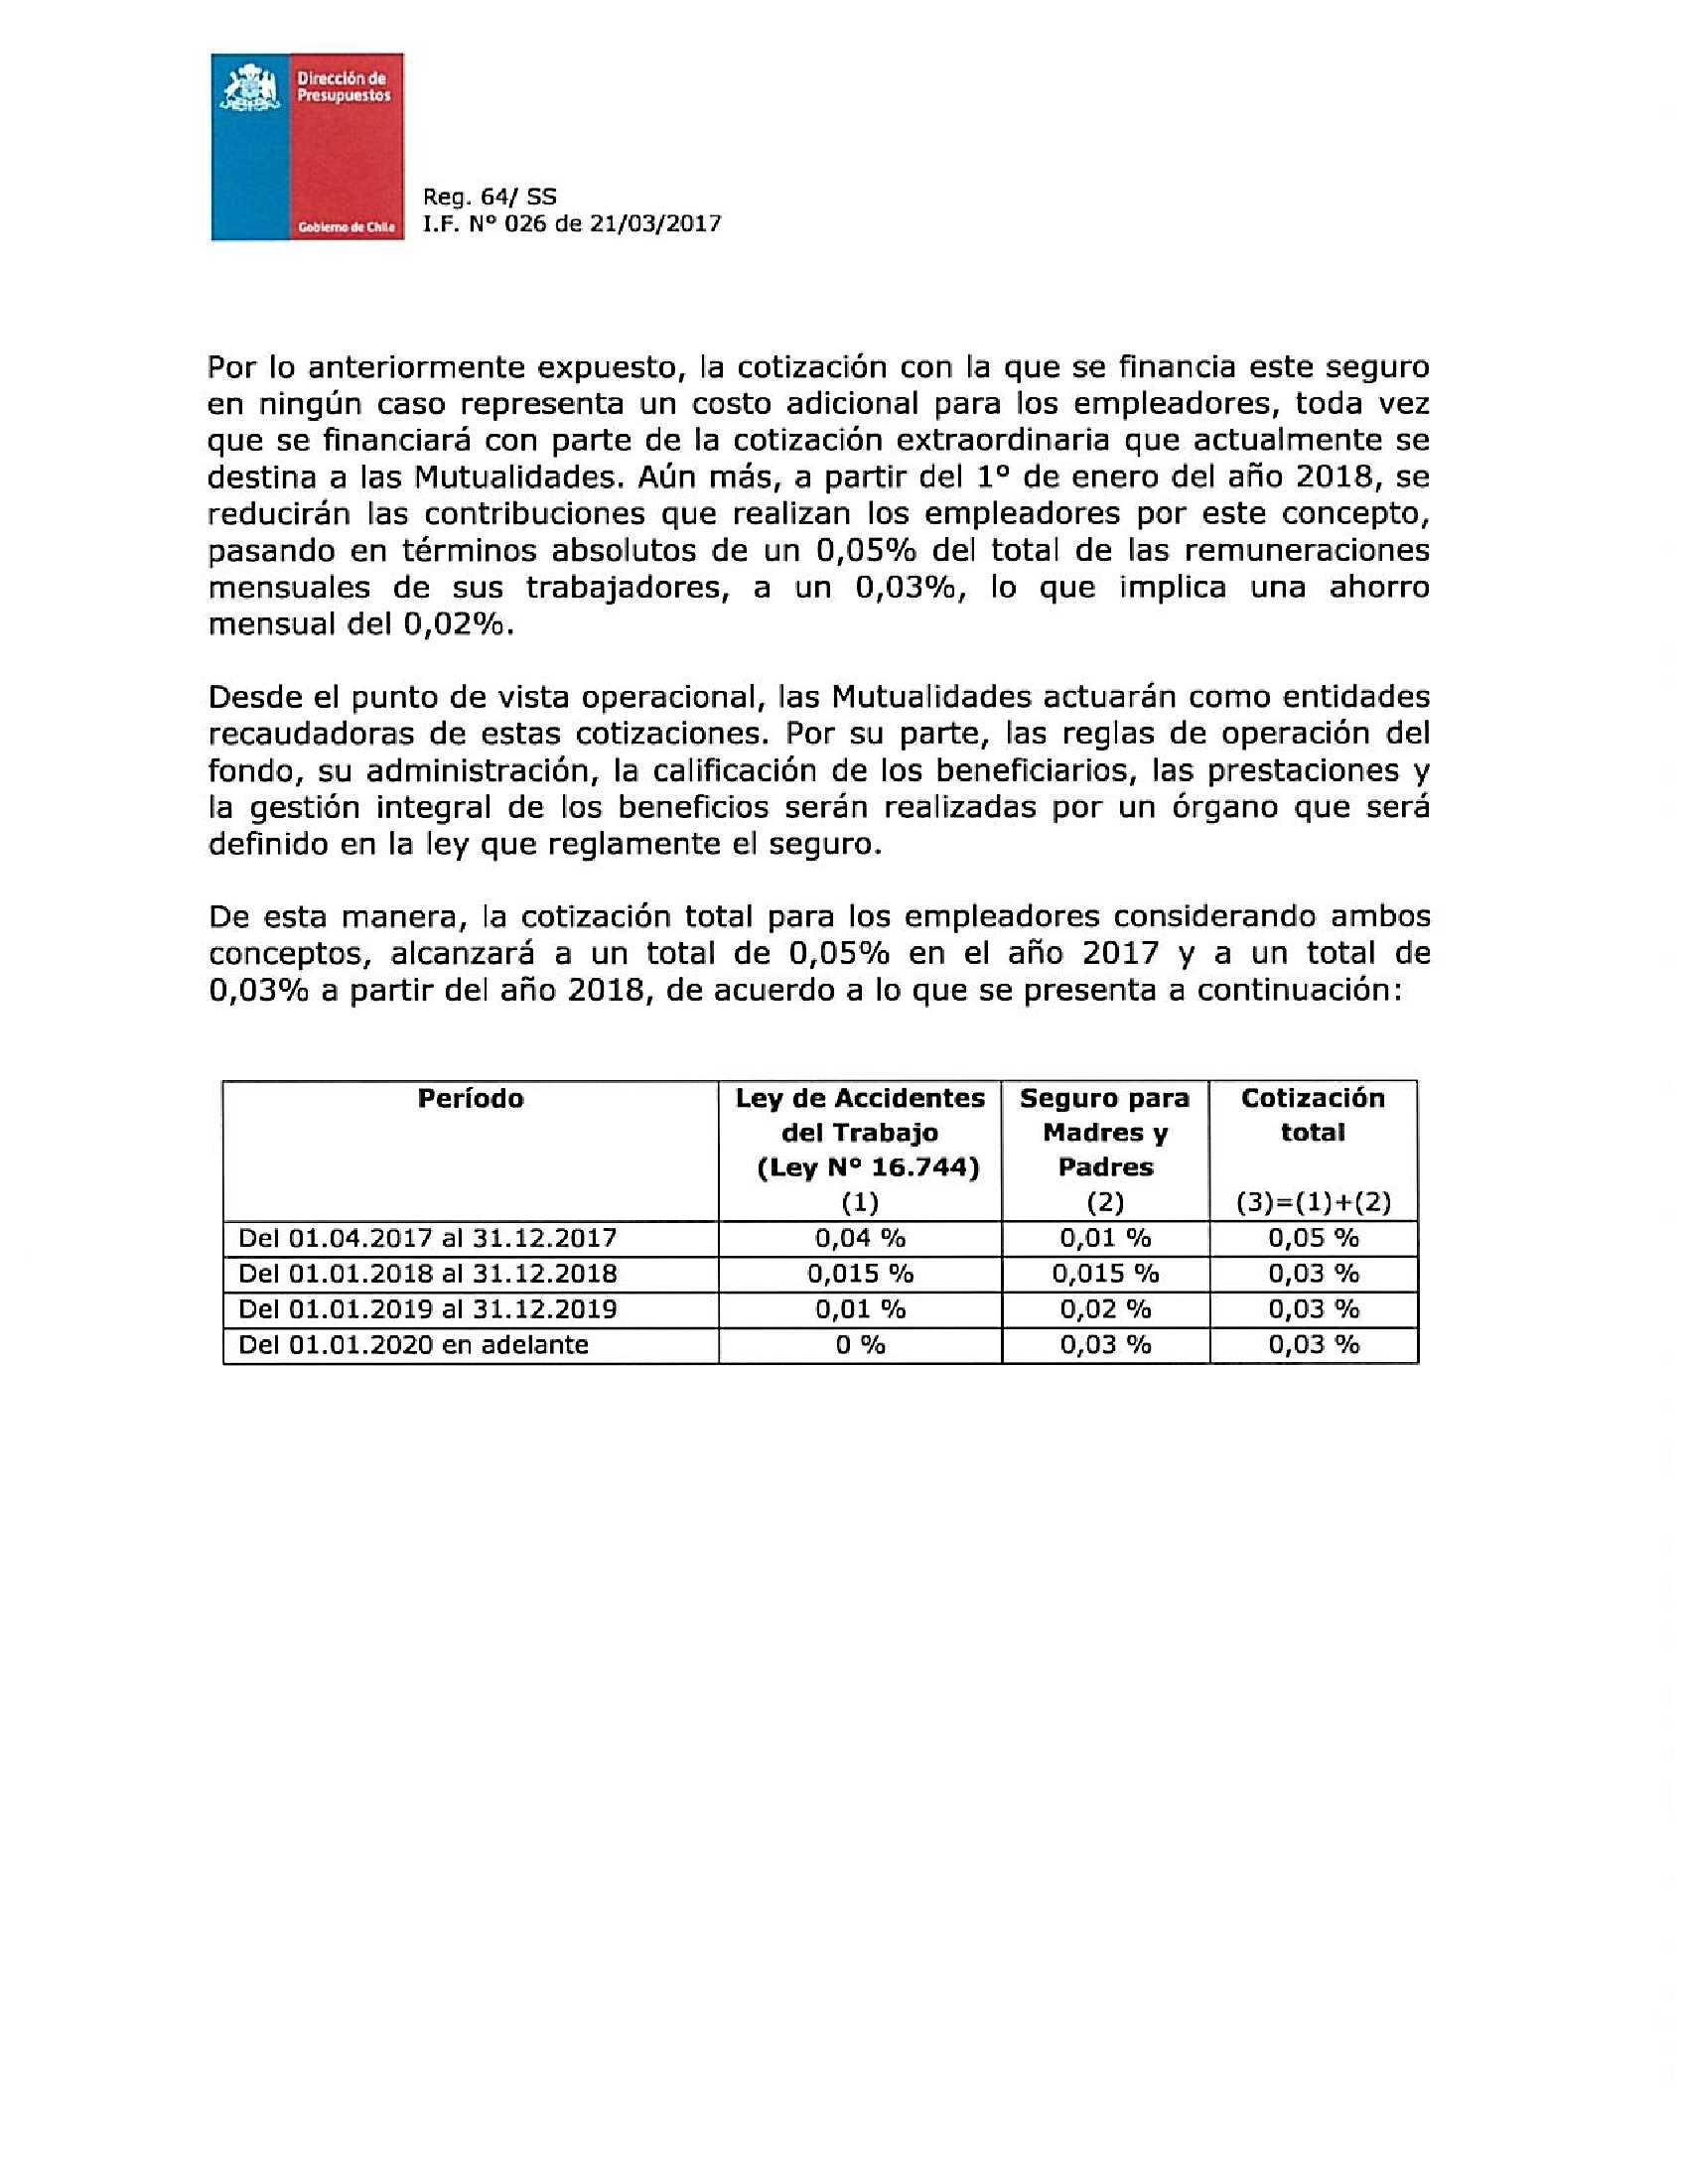 Dirección de
Presupuestos
Gobierno de Chile
Reg. 64/ SS
I.F. Nº 026 de 21/03/2017
Por lo anteriormente expuesto, la cotización con la que se financia este seguro
en ningún caso representa un costo adicional para los empleadores, toda vez
que se financiará con parte de la cotización extraordinaria que actualmente se
destina a las Mutualidades. Aún más, a partir del 1º de enero del año 2018, se
reducirán las contribuciones que realizan los empleadores por este concepto,
pasando en términos absolutos de un 0,05% del total de las remuneraciones
mensuales de sus trabajadores, a un 0,03%, lo que implica una ahorro
mensual del 0,02%.
Desde el punto de vista operacional, las Mutualidades actuarán como entidades
recaudadoras de estas cotizaciones. Por su parte, las reglas de operación del
fondo, su administración, la calificación de los beneficiarios, las prestaciones y
la gestión integral de los beneficios serán realizadas por un órgano que será
definido en la ley que reglamente el seguro.
De esta manera, la cotización total para los empleadores considerando ambos
conceptos, alcanzará a un total de 0,05% en el año 2017 y a un total de
0,03% a partir del año 2018, de acuerdo a lo que se presenta a continuación:
Período Ley de Accidentes Seguro para Cotización
del Trabajo Madres y total
(Ley Nº 16.744) Padres
(1) (2) (3)=(1)+(2)
Del 01.04.2017 al 31.12.2017 0,04 % 0,01 % 0,05 %
Del 01.01.2018 al 31.12.2018 0,015 % 0,015 % 0,03 %
Del 01.01.2019 al 31.12.2019 0,01 % 0,02 % 0,03 %
Del 01.01.2020 en adelante 0 % 0,03 % 0,03 %